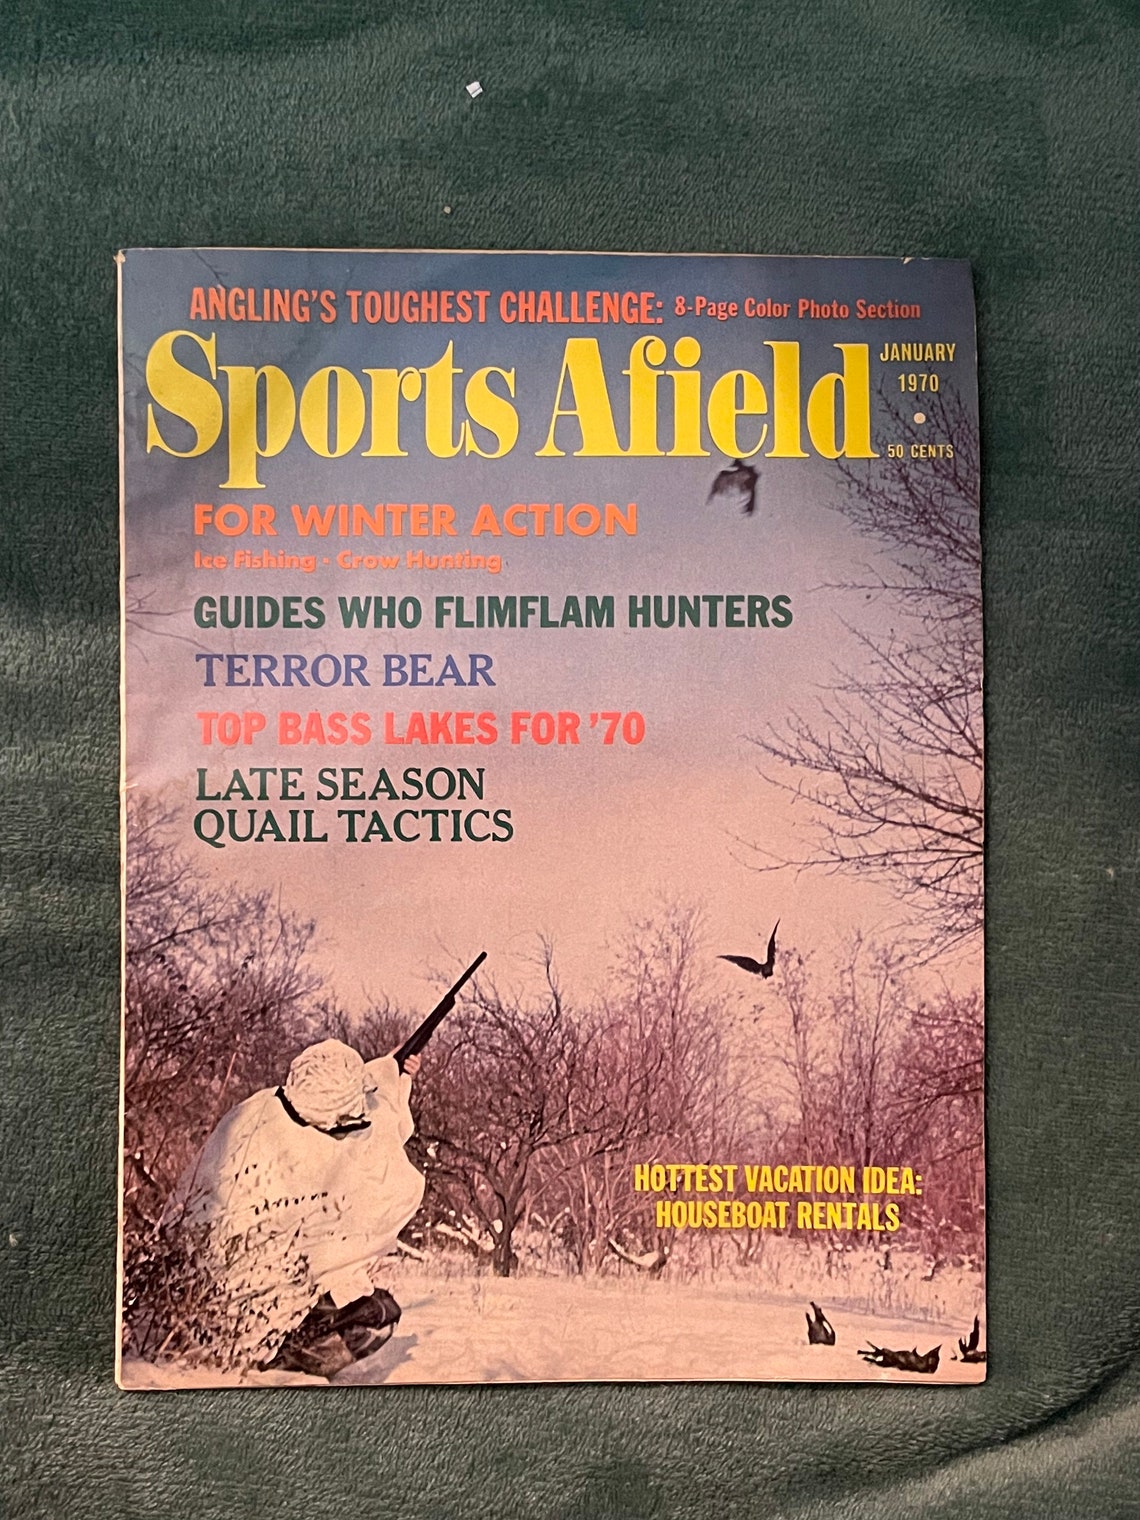 ANGLING'S TOUGHEST CHALLENGE: 8-Page Color Photo Section
Sports Afield
JANUARY
1970
50 CENTS
FOR WINTER ACTION
Ice Fishing - Crow Hunting
GUIDES WHO FLIMFLAM HUNTERS
TERROR BEAR
TOP BASS LAKES FOR '70
LATE SEASON
QUAIL TACTICS
HOTTEST VACATION IDEA:
HOUSEBOAT RENTALS